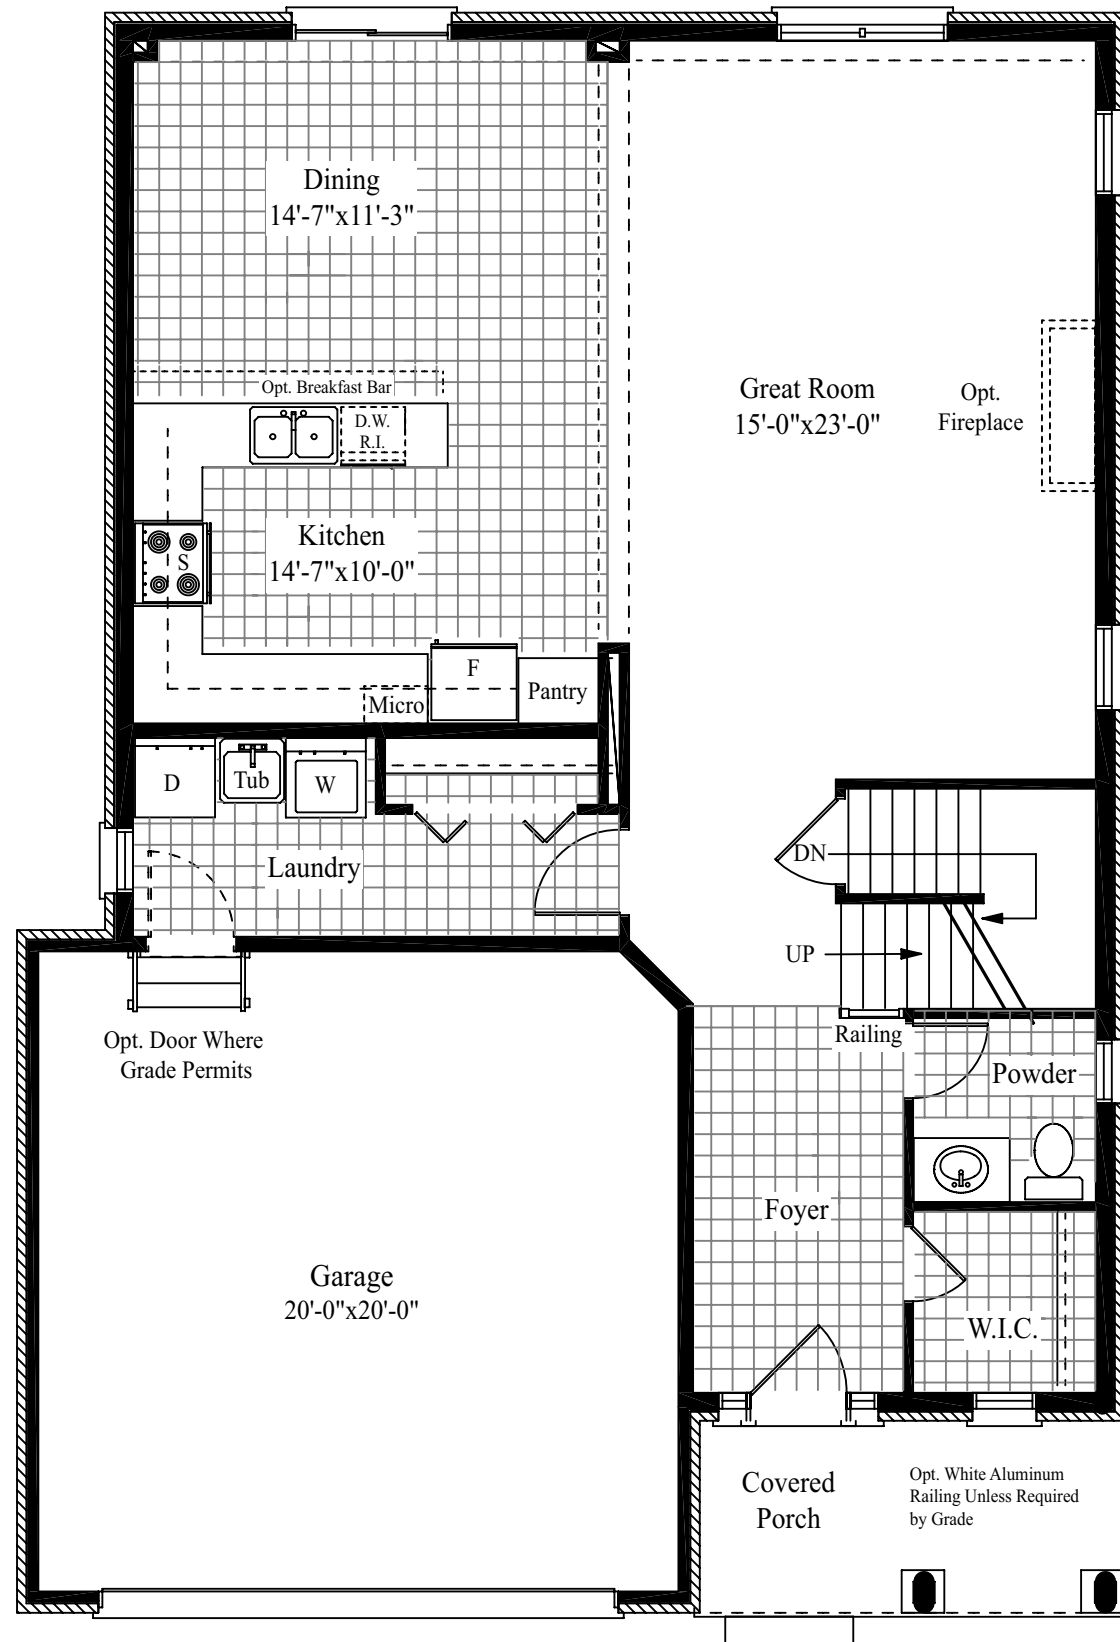 Dining
14'-7"x11'-3"
Opt. Breakfast Bar
D.W.
R.I.
Great Room
15'-0"x23'-0"
Opt.
Fireplace
Kitchen
14'-7"x10'-0"
S
F
Pantry
Micro
D
Tub
W
Laundry
DN
UP
Opt. Door Where
Grade Permits
Railing
Powder
Foyer
Garage
20'-0"x20'-0"
W.I.C.
Covered
Porch
Opt. White Aluminum
Railing Unless Required
by Grade